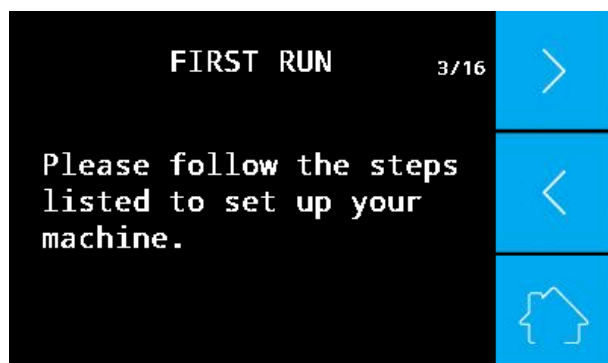 FIRST RUN 3/16
Please follow the steps
listed to set up your
machine.